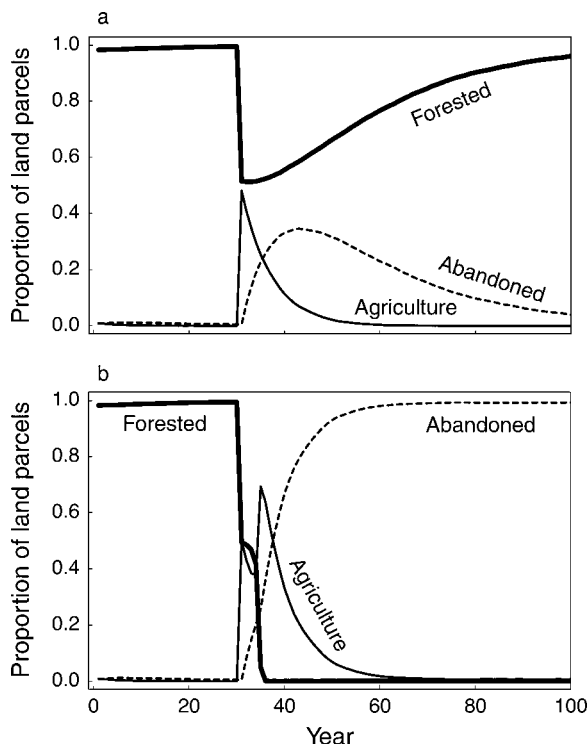 a
Proportion of land parcels
1.0
0.8
0.6
0.4
0.2
0.0
Forested
Abandoned
Agriculture
b
Proportion of land parcels
1.0
0.8
0.6
0.4
0.2
0.0
Forested
Abandoned
Agriculture
0 20 40 60 80 100
Year